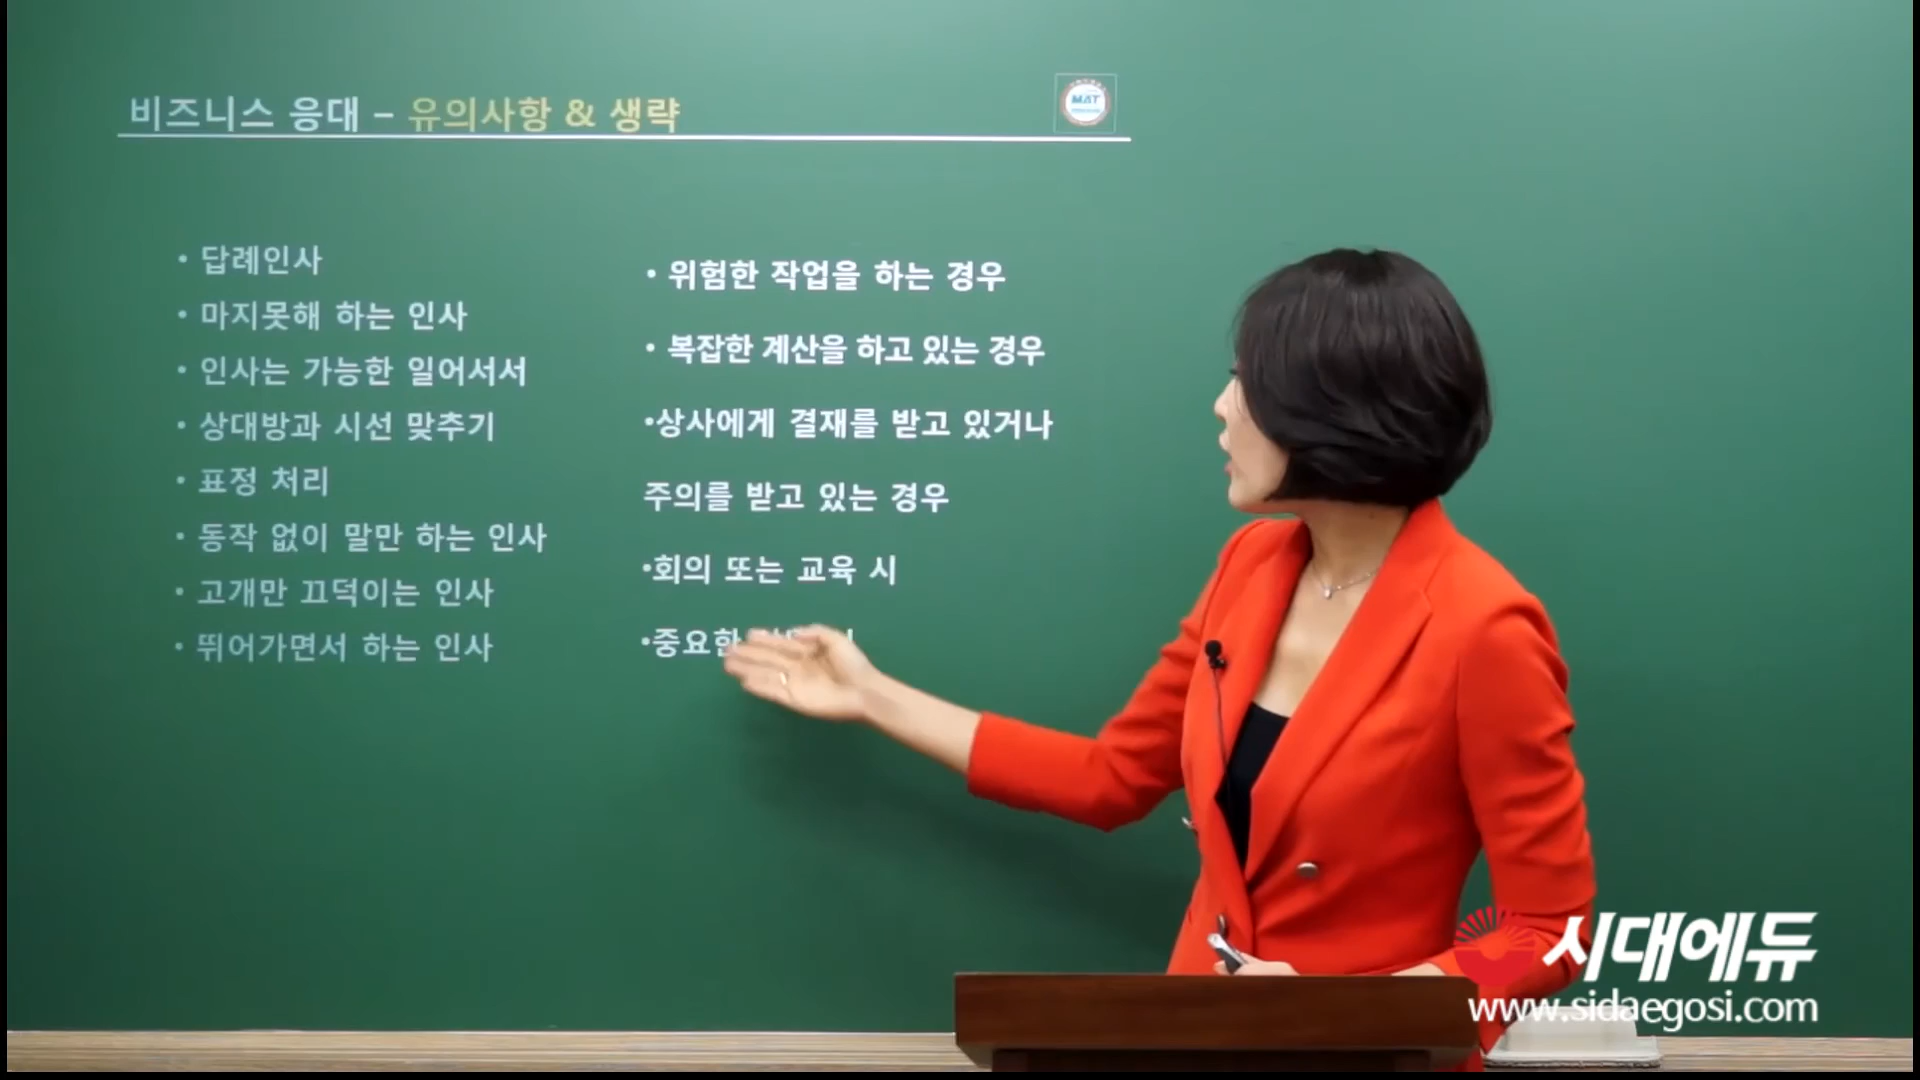 비즈니스 응대 – 유의사항 & 생략
MAT
• 답례인사
• 마지못해 하는 인사
• 인사는 가능한 일어서서
• 상대방과 시선 맞추기
• 표정 처리
• 동작 없이 말만 하는 인사
• 고개만 끄덕이는 인사
• 뛰어가면서 하는 인사
• 위험한 작업을 하는 경우
• 복잡한 계산을 하고 있는 경우
•상사에게 결재를 받고 있거나
주의를 받고 있는 경우
•회의 또는 교육 시
•중요한
시대에듀
www.sidaegosi.com